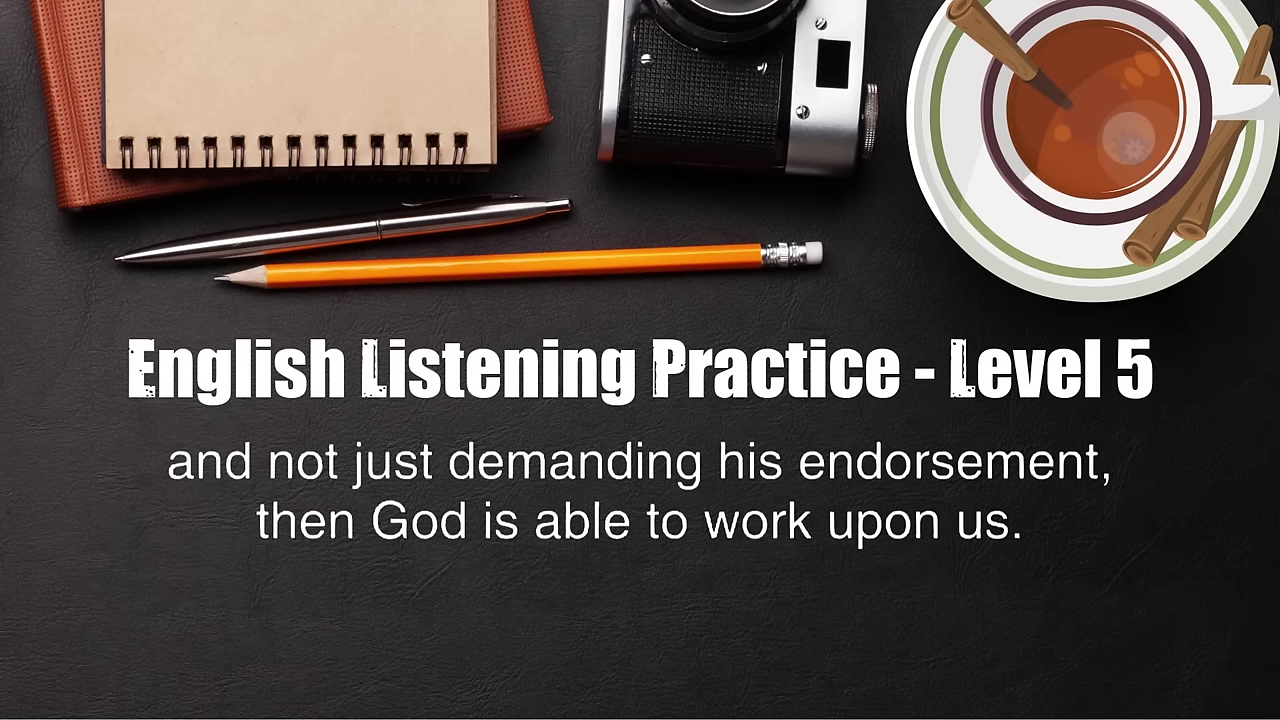 English Listening Practice - Level 5
and not just demanding his endorsement,
then God is able to work upon us.